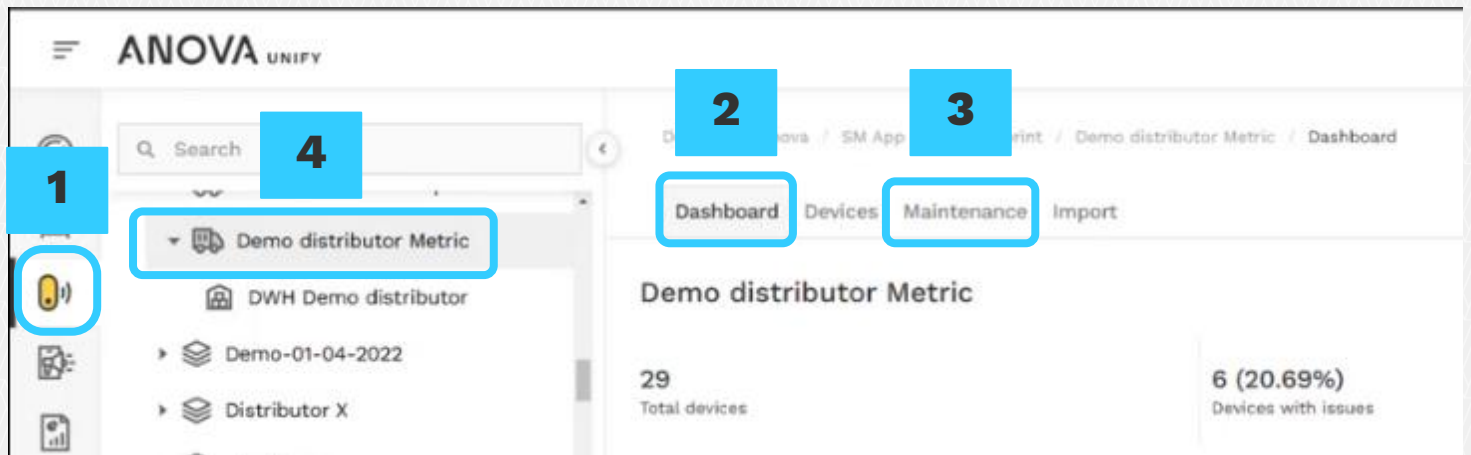 ANOVA UNIFY
2
3
Search
4
SM App
/ Demo distributor Metric / Dashboard
1
Dashboard Devices Maintenance Import
Demo distributor Metric
DWH Demo distributor
Demo distributor Metric
Demo-01-04-2022
29
6 (20.69%)
Distributor X
Total devices
Devices with issues